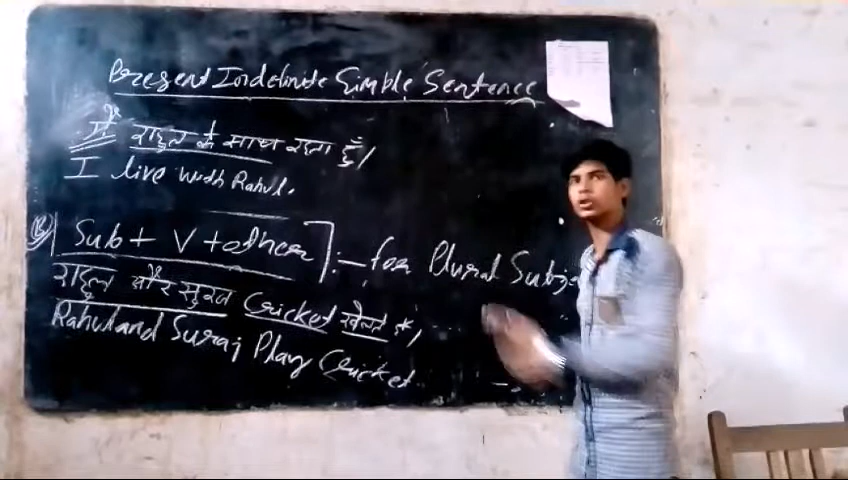 Present Indefinite Simple Sentence
मैं राहुल के साथ रहता हूँ/
I live with Rahul.
(B) Sub + V + other] :— for Plural Subje
राहुल और सुरज Cricket खेलते है/
Rahul and Suraj Play Cricket